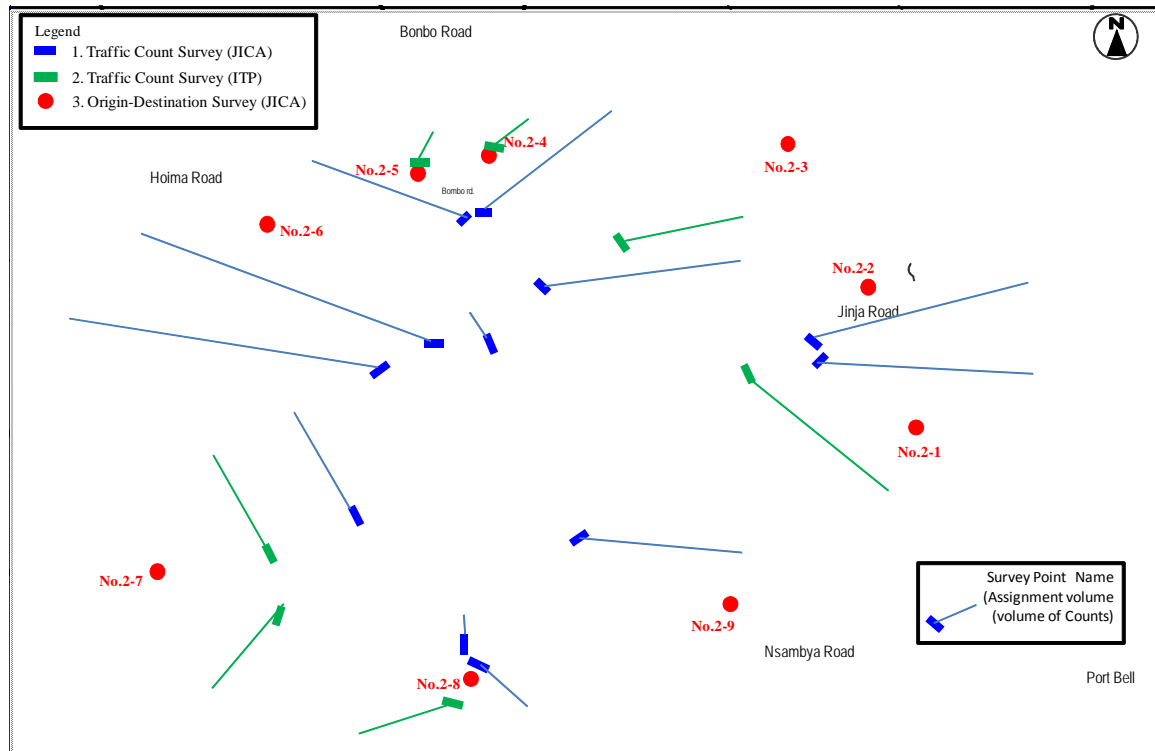 Legend
1. Traffic Count Survey (JICA)
2. Traffic Count Survey (ITP)
3. Origin-Destination Survey (JICA)
Bonbo Road
N
No.2-4
No.2-3
No.2-5
Hoima Road
Bombo rd.
No.2-6
No.2-2
Jinja Road
No.2-1
No.2-7
Survey Point Name
(Assignment volume
(volume of Counts)
No.2-9
Nsambya Road
No.2-8
Port Bell